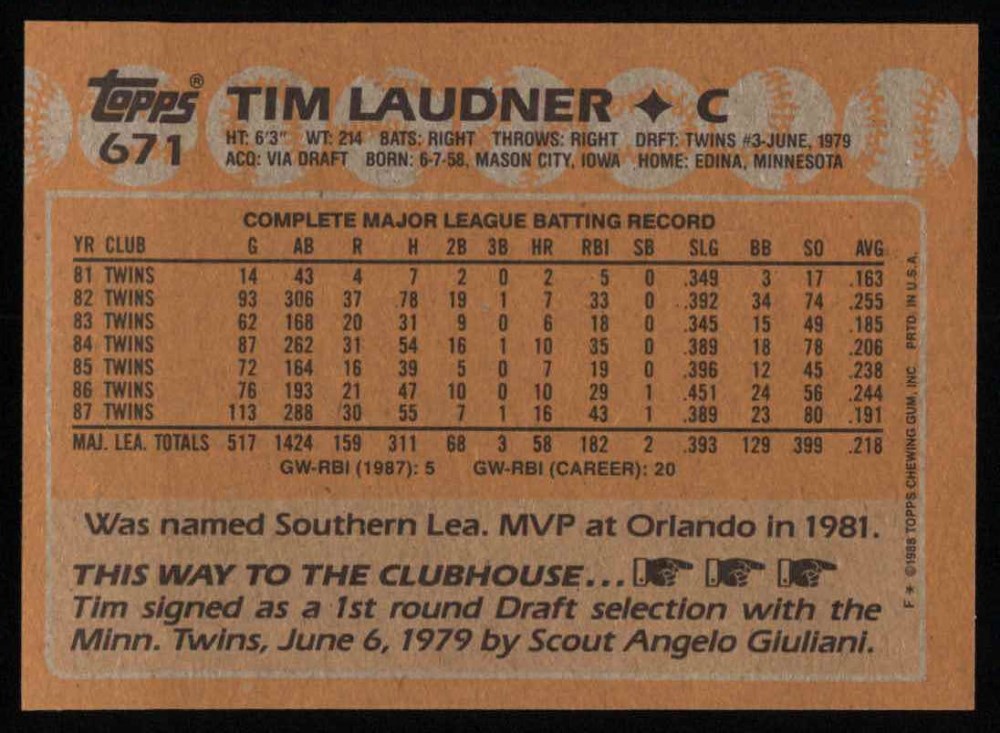 Topps® TIM LAUDNER ✦ C
671 HT: 6'3" WT: 214 BATS: RIGHT THROWS: RIGHT DRFT: TWINS #3-JUNE, 1979
ACQ: VIA DRAFT BORN: 6-7-58, MASON CITY, IOWA HOME: EDINA, MINNESOTA
COMPLETE MAJOR LEAGUE BATTING RECORD
YR CLUB G AB R H 2B 3B HR RBI SB SLG BB SO AVG
81 TWINS 14 43 4 7 2 0 2 5 0 .349 3 17 .163
82 TWINS 93 306 37 78 19 1 7 33 0 .392 34 74 .255
83 TWINS 62 168 20 31 9 0 6 18 0 .345 15 49 .185
84 TWINS 87 262 31 54 16 1 10 35 0 .389 18 78 .206
85 TWINS 72 164 16 39 5 0 7 19 0 .396 12 45 .238
86 TWINS 76 193 21 47 10 0 10 29 1 .451 24 56 .244
87 TWINS 113 288 30 55 7 1 16 43 1 .389 23 80 .191
MAJ. LEA. TOTALS 517 1424 159 311 68 3 58 182 2 .393 129 399 .218
GW-RBI (1987): 5 GW-RBI (CAREER): 20
Was named Southern Lea. MVP at Orlando in 1981.
THIS WAY TO THE CLUBHOUSE...
Tim signed as a 1st round Draft selection with the
Minn. Twins, June 6, 1979 by Scout Angelo Giuliani.
F * ©1988 TOPPS CHEWING GUM, INC. PRTD. IN U.S.A.